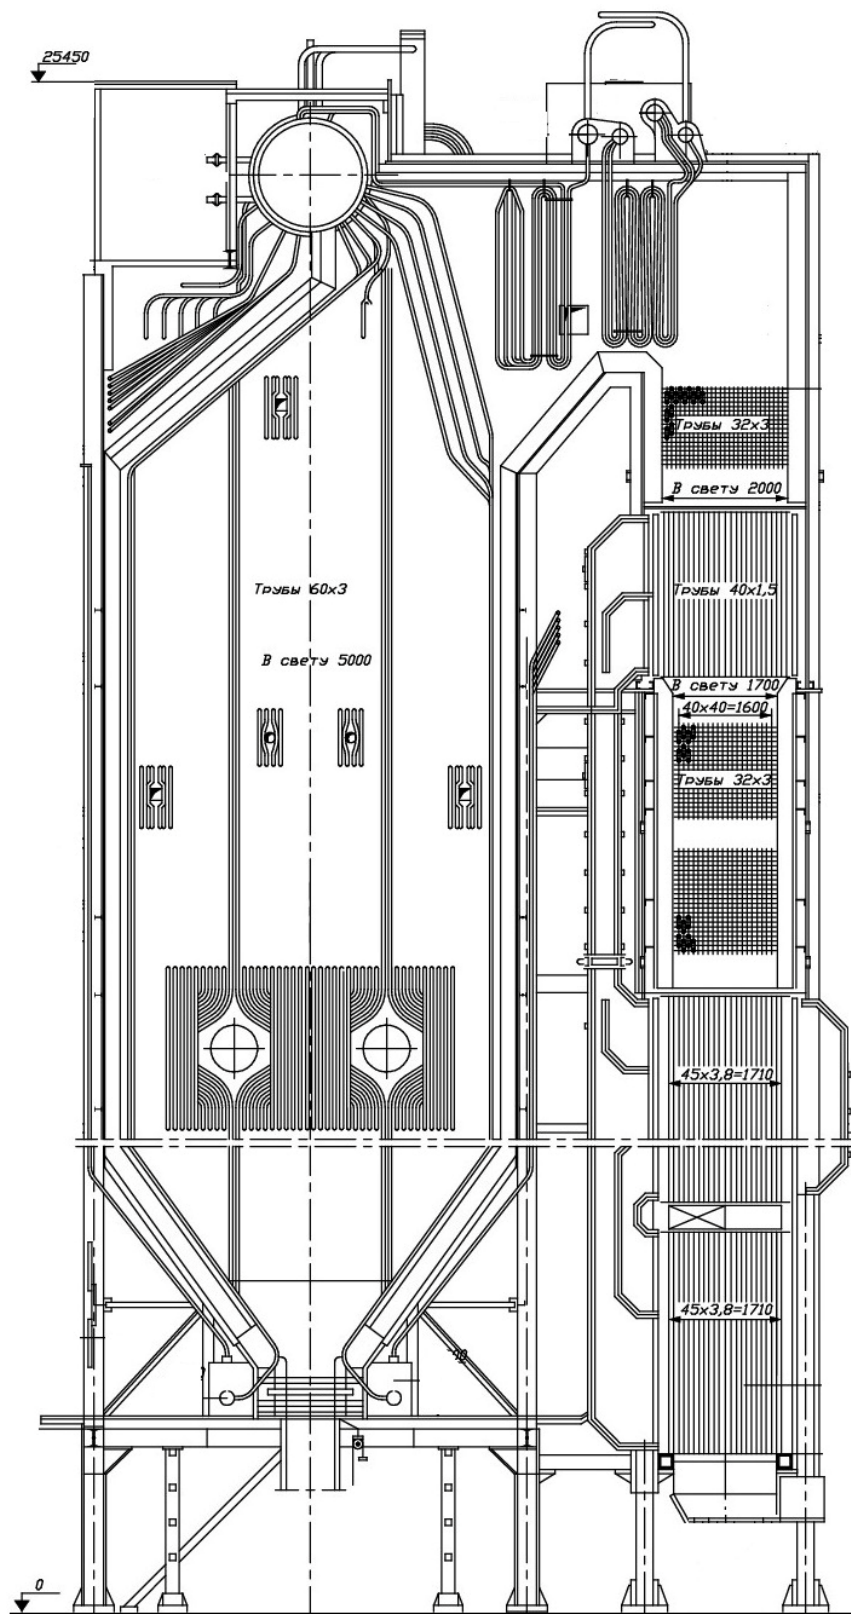 25450
Трубы 32х3
В свету 2000
Трубы 60х3
Трубы 40х1,5
В свету 5000
В свету 1700
40х40=1600
Трубы 32х3
45х3,8=1710
45х3,8=1710
0